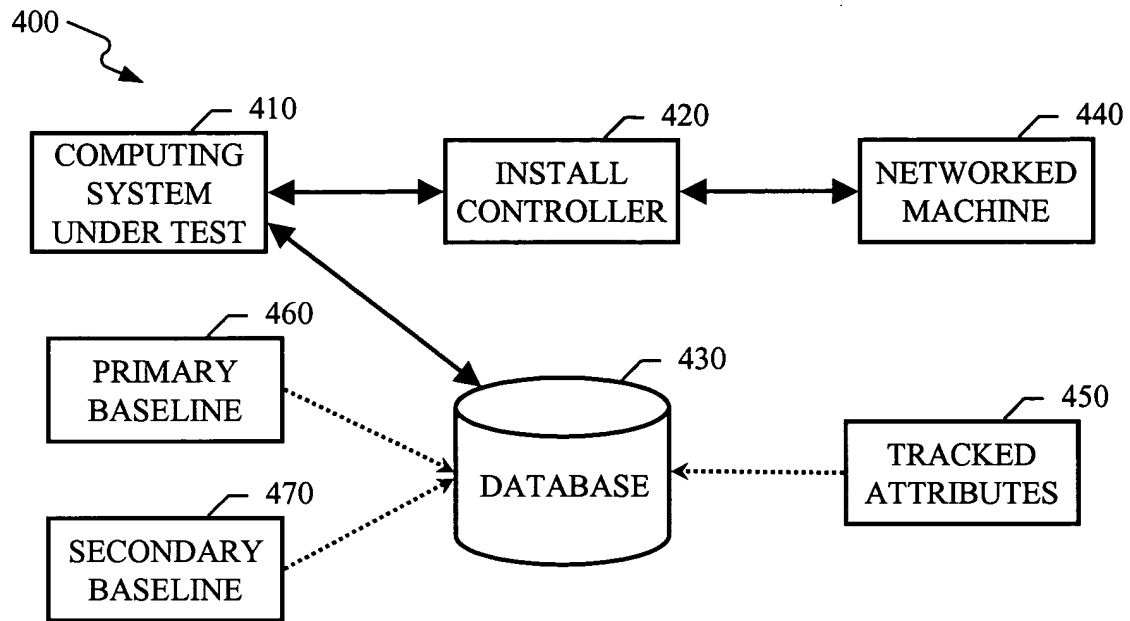 400
410
COMPUTING
SYSTEM
UNDER TEST
420
INSTALL
CONTROLLER
440
NETWORKED
MACHINE
460
PRIMARY
BASELINE
430
DATABASE
450
TRACKED
ATTRIBUTES
470
SECONDARY
BASELINE